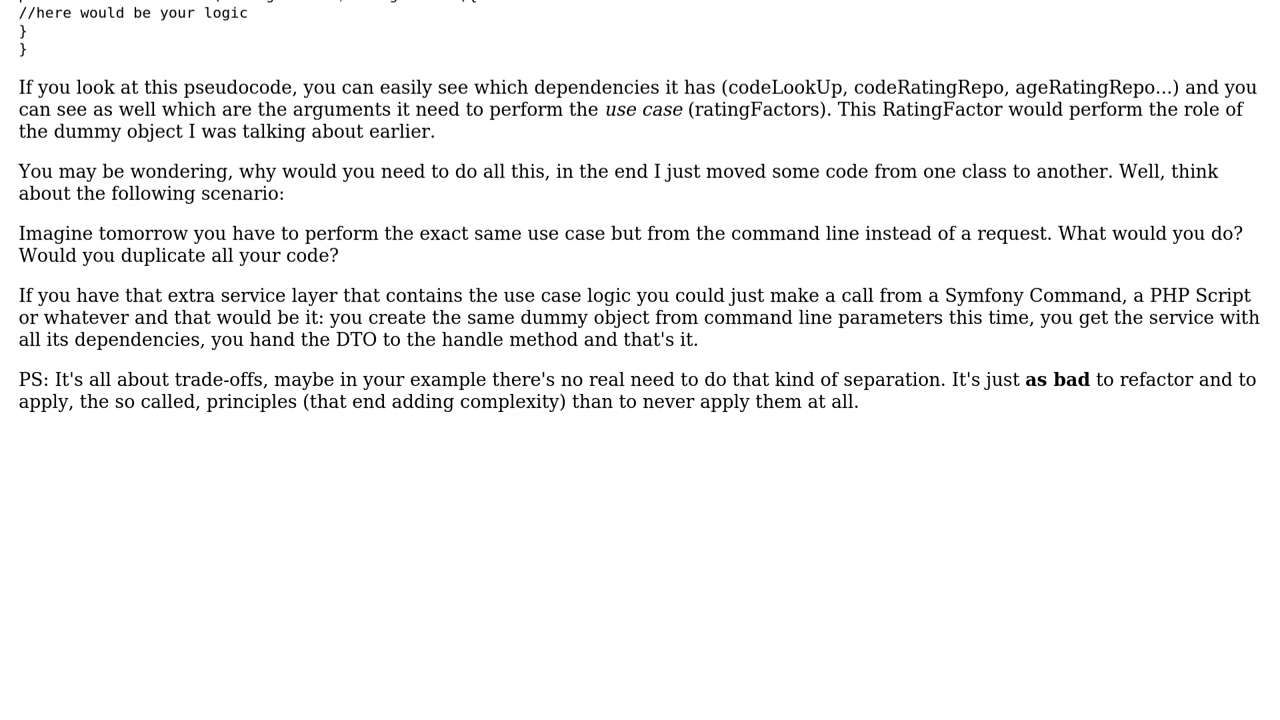 //here would be your logic
}
}
If you look at this pseudocode, you can easily see which dependencies it has (codeLookUp, codeRatingRepo, ageRatingRepo...) and you
can see as well which are the arguments it need to perform the use case (ratingFactors). This RatingFactor would perform the role of
the dummy object I was talking about earlier.
You may be wondering, why would you need to do all this, in the end I just moved some code from one class to another. Well, think
about the following scenario:
Imagine tomorrow you have to perform the exact same use case but from the command line instead of a request. What would you do?
Would you duplicate all your code?
If you have that extra service layer that contains the use case logic you could just make a call from a Symfony Command, a PHP Script
or whatever and that would be it: you create the same dummy object from command line parameters this time, you get the service with
all its dependencies, you hand the DTO to the handle method and that's it.
PS: It's all about trade-offs, maybe in your example there's no real need to do that kind of separation. It's just as bad to refactor and to
apply, the so called, principles (that end adding complexity) than to never apply them at all.